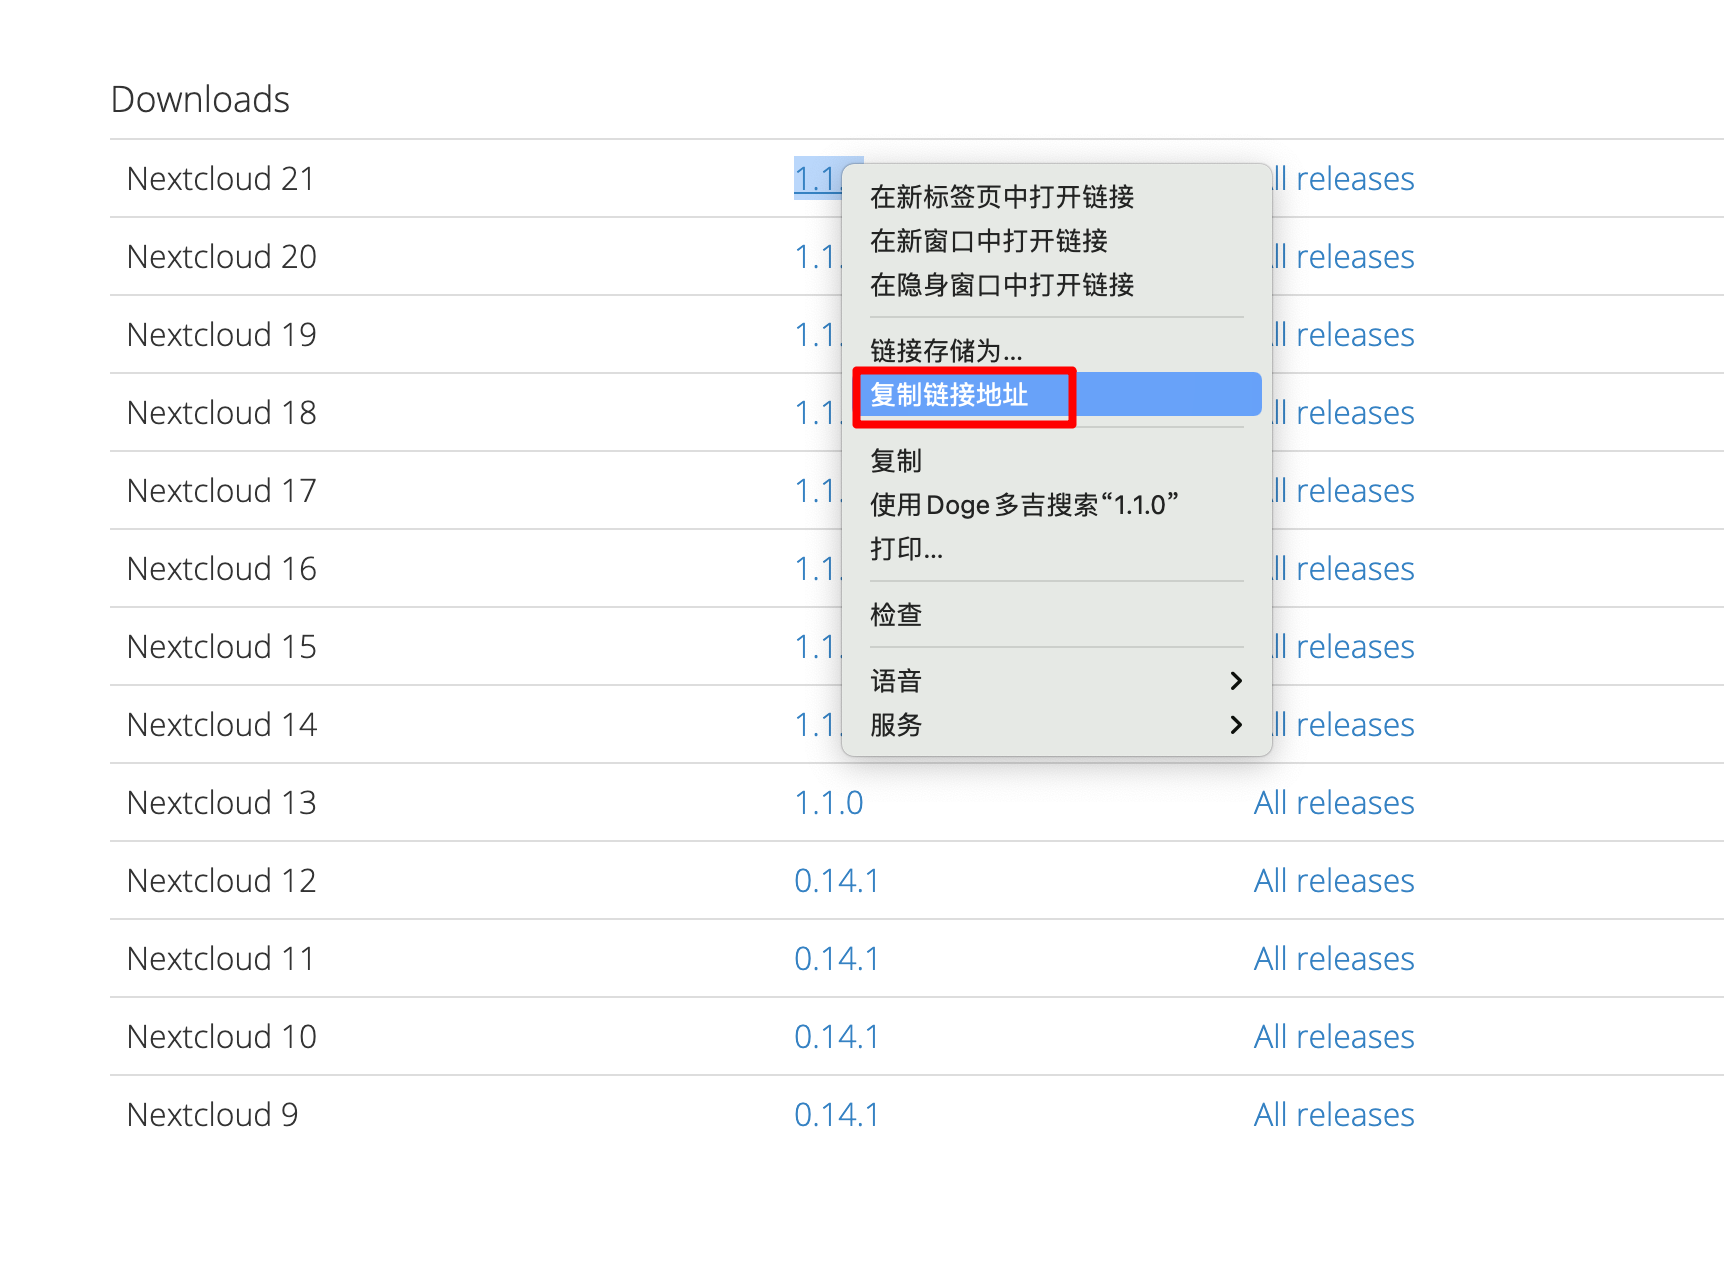 Downloads
Nextcloud 21 1.1. ll releases
Nextcloud 20 1.1. ll releases
Nextcloud 19 1.1. ll releases
Nextcloud 18 1.1. ll releases
Nextcloud 17 1.1. ll releases
Nextcloud 16 1.1. ll releases
Nextcloud 15 1.1. ll releases
Nextcloud 14 1.1. ll releases
Nextcloud 13 1.1.0 All releases
Nextcloud 12 0.14.1 All releases
Nextcloud 11 0.14.1 All releases
Nextcloud 10 0.14.1 All releases
Nextcloud 9 0.14.1 All releases
在新标签页中打开链接
在新窗口中打开链接
在隐身窗口中打开链接
链接存储为...
复制链接地址
复制
使用Doge多吉搜索“1.1.0”
打印...
检查
语音
服务